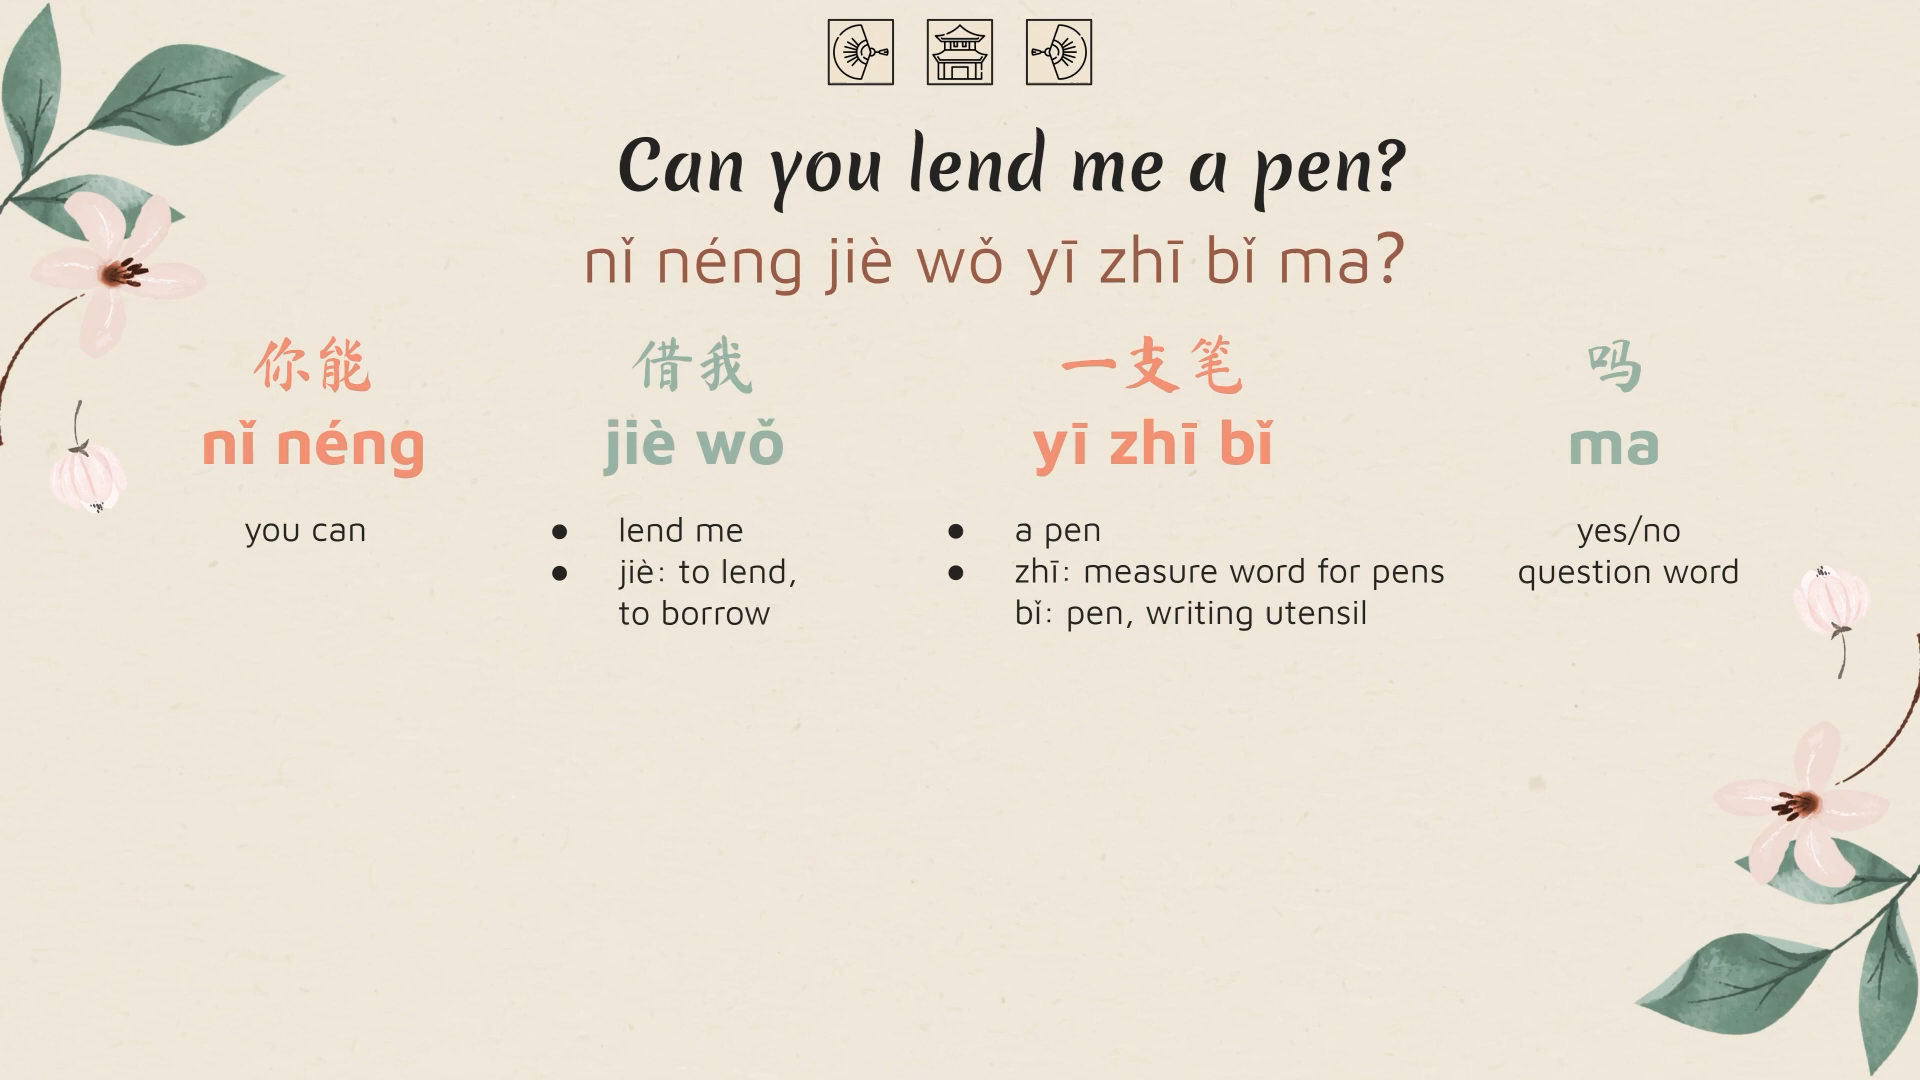 Can you lend me a pen?
nǐ néng jiè wǒ yī zhī bǐ ma?
你能
nǐ néng
you can
借我
jiè wǒ
● lend me
● jiè: to lend,
to borrow
一支笔
yī zhī bǐ
● a pen
● zhī: measure word for pens
bǐ: pen, writing utensil
吗
ma
yes/no
question word